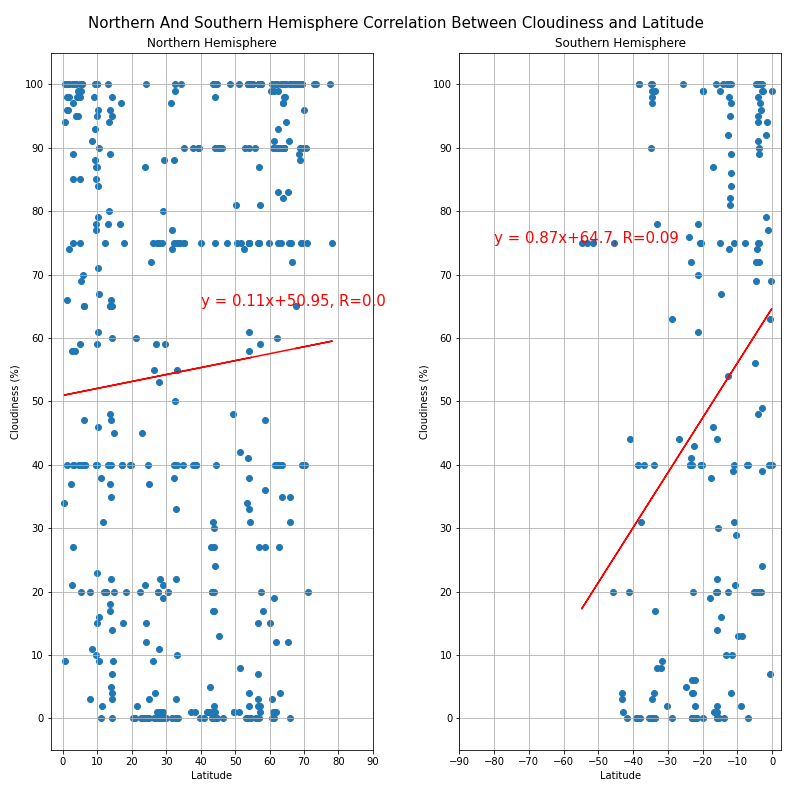 Northern And Southern Hemisphere Correlation Between Cloudiness and Latitude
Northern Hemisphere
Cloudiness (%)
100
90
80
70
60
50
40
30
20
10
0
y = 0.11x+50.95, R=0.0
0 10 20 30 40 50 60 70 80 90
Latitude
Southern Hemisphere
Cloudiness (%)
100
90
80
70
60
50
40
30
20
10
0
y = 0.87x+64.7, R=0.09
−90 −80 −70 −60 −50 −40 −30 −20 −10 0
Latitude